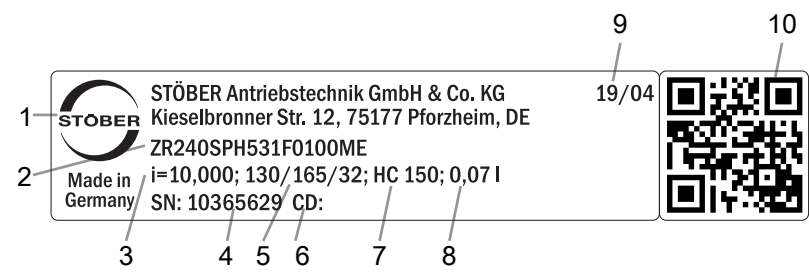 9 10
STÖBER Antriebstechnik GmbH & Co. KG 19/04
1 STÖBER Kieselbronner Str. 12, 75177 Pforzheim, DE
2 ZR240SPH531F0100ME
Made in Germany
3 i=10,000; 130/165/32; HC 150; 0,07 l
SN: 10365629 CD:
4 5 6 7 8